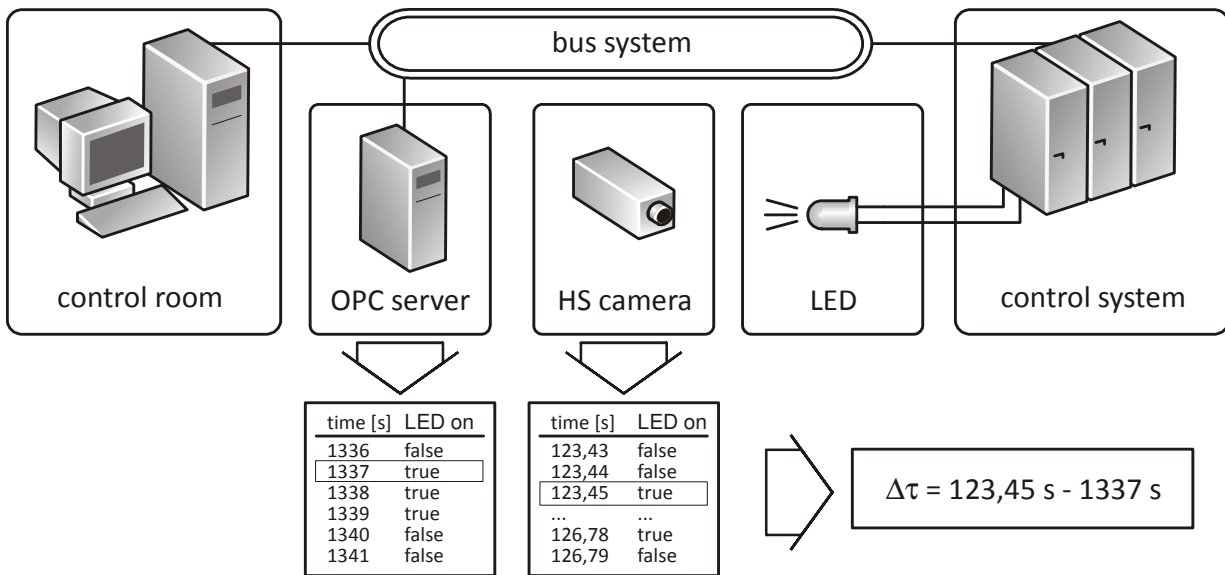 bus system
control room
OPC server
HS camera
LED
control system
time [s] LED on
1336 false
1337 true
1338 true
1339 true
1340 false
1341 false
time [s] LED on
123,43 false
123,44 false
123,45 true
... ...
126,78 true
126,79 false
Δτ = 123,45 s - 1337 s